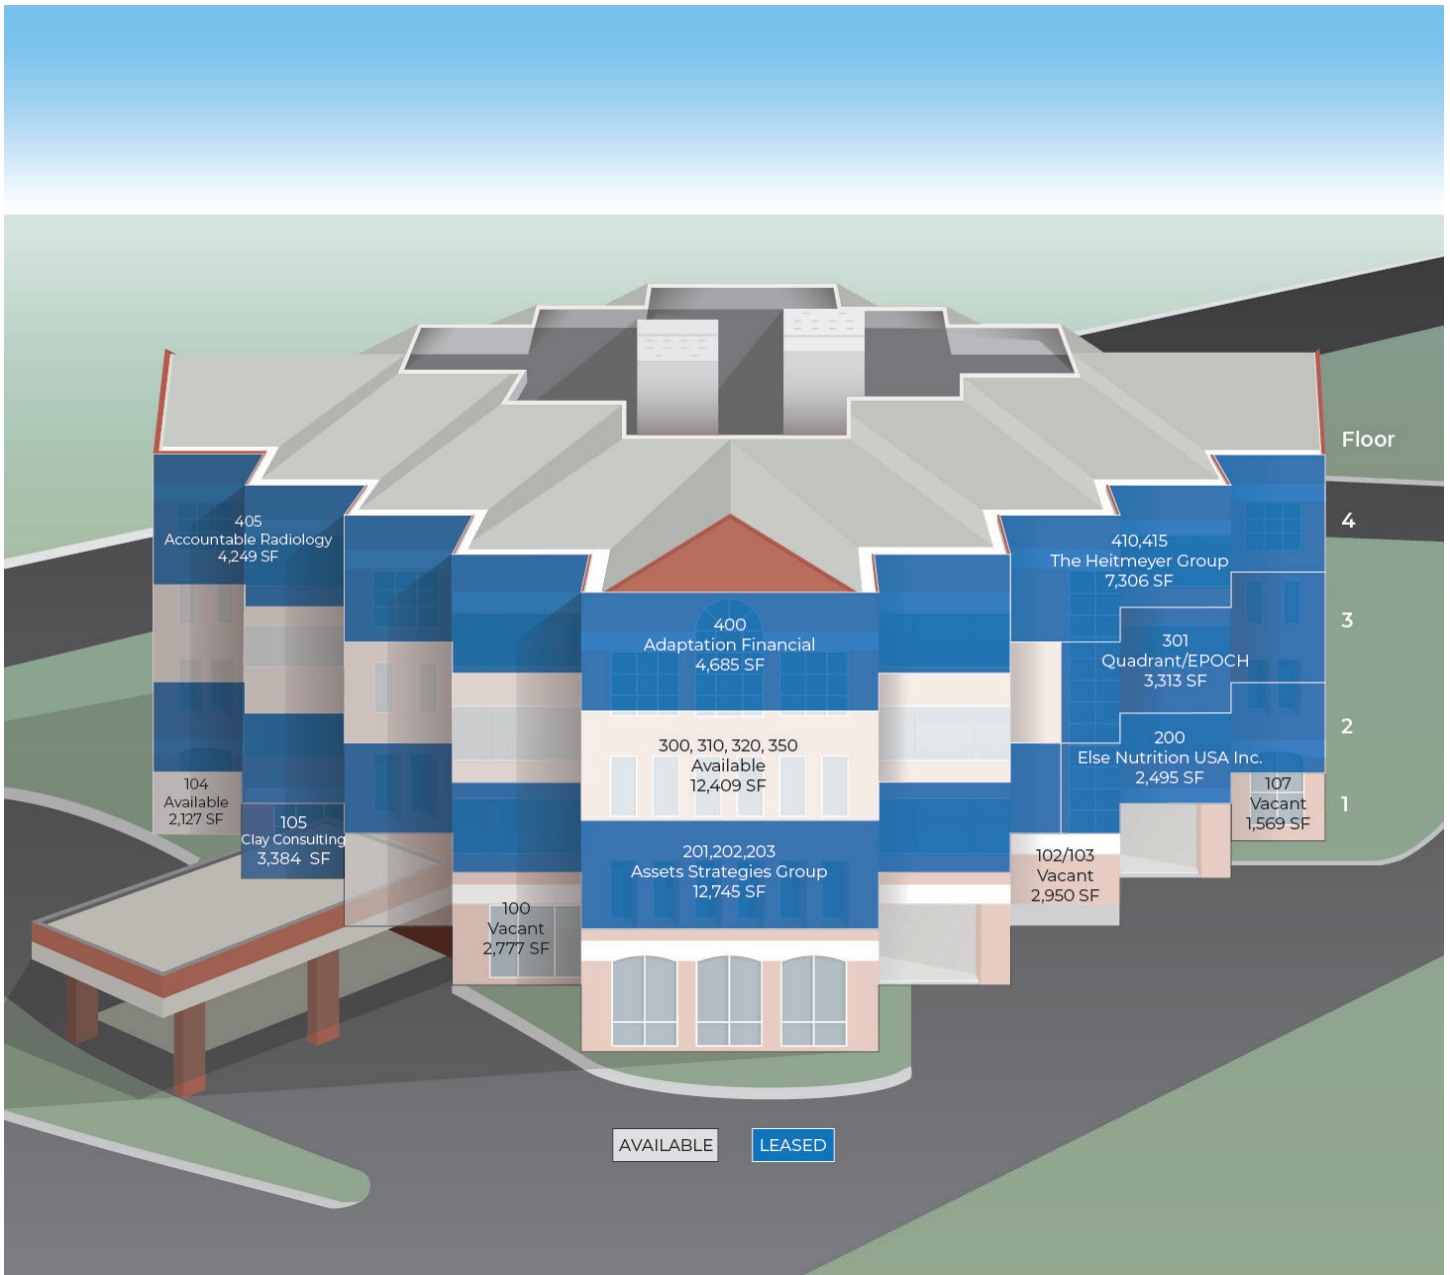 Floor
4
3
2
1
405
Accountable Radiology
4,249 SF
400
Adaptation Financial
4,685 SF
410,415
The Heitmeyer Group
7,306 SF
300, 310, 320, 350
Available
12,409 SF
301
Quadrant/EPOCH
3,313 SF
201,202,203
Assets Strategies Group
12,745 SF
200
Else Nutrition USA Inc.
2,495 SF
104
Available
2,127 SF
105
Clay Consulting
3,384 SF
100
Vacant
2,777 SF
102/103
Vacant
2,950 SF
107
Vacant
1,569 SF
AVAILABLE
LEASED